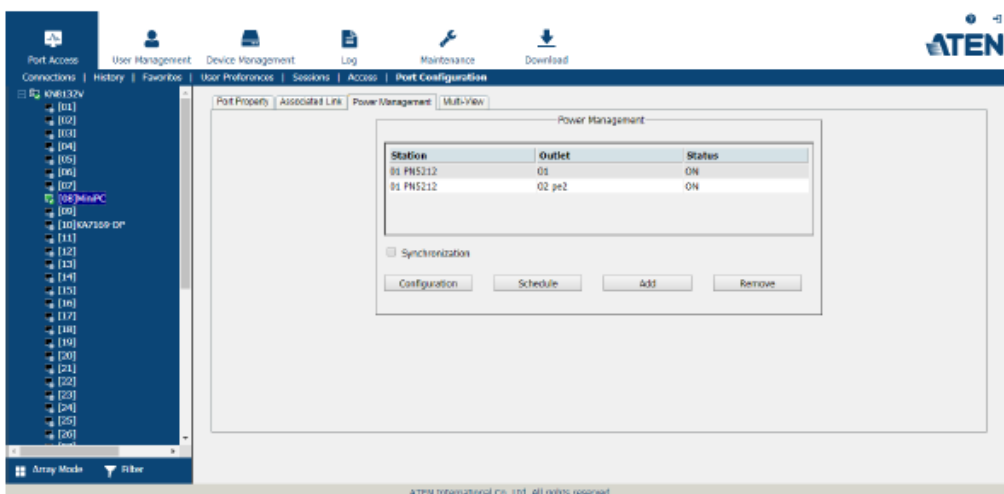 ATEN
Port Access User Management Device Management Log Maintenance Download
Connections | History | Favorites | User Preferences | Sessions | Access | Port Configuration
KN8132V
[01]
[02]
[03]
[04]
[05]
[06]
[07]
[08]MiniPC
[09]
[10]KA7169-DP
[11]
[12]
[13]
[14]
[15]
[16]
[17]
[18]
[19]
[20]
[21]
[22]
[23]
[24]
[25]
[26]
Array Mode Filter
Port Property Associated Link Power Management Multi-View
Power Management
Station Outlet Status
01 PN5212 01 ON
01 PN5212 02 pe2 ON
Synchronization
Configuration Schedule Add Remove
ATEN International Co., Ltd. All rights reserved.